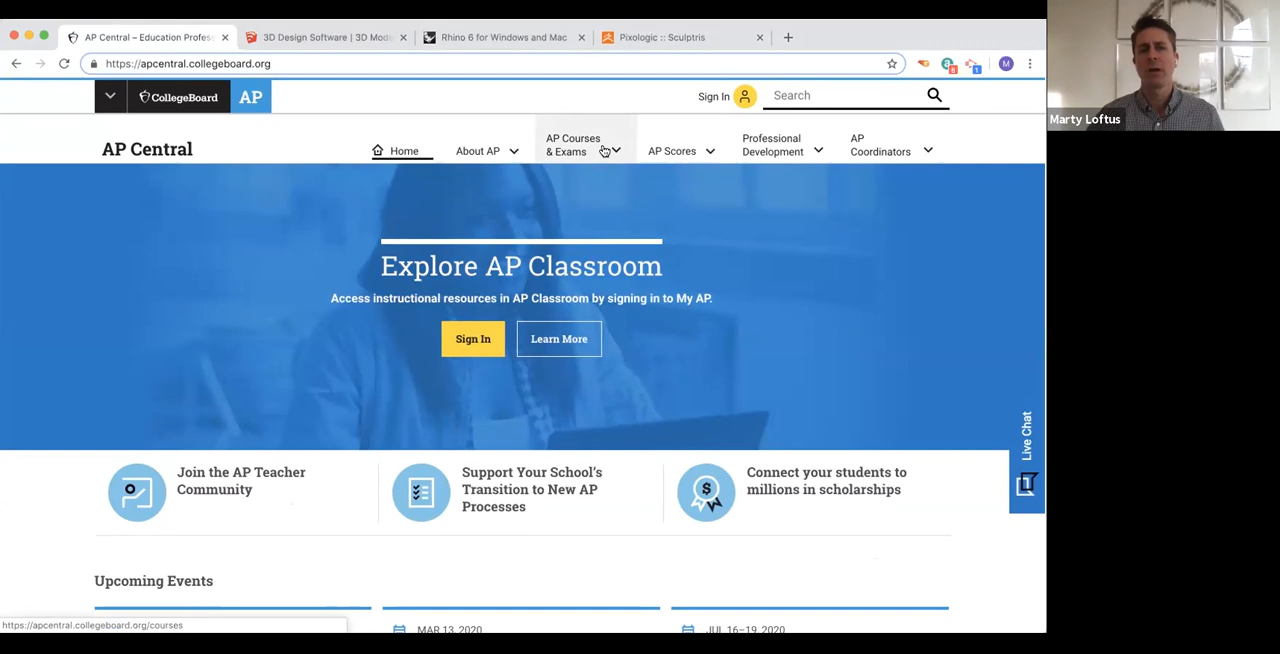 AP Central – Education Profes
3D Design Software | 3D Mode
Rhino 6 for Windows and Mac
Pixologic :: Sculptris
https://apcentral.collegeboard.org
M
CollegeBoard
AP
Sign In
Search
Marty Loftus
AP Central
Home
About AP
AP Courses
& Exams
AP Scores
Professional
Development
AP
Coordinators
Explore AP Classroom
Access instructional resources in AP Classroom by signing in to My AP.
Sign In
Learn More
Live Chat
Join the AP Teacher
Community
Support Your School's
Transition to New AP
Processes
Connect your students to
millions in scholarships
Upcoming Events
https://apcentral.collegeboard.org/courses
MAR 13, 2020
JUL 16–19, 2020